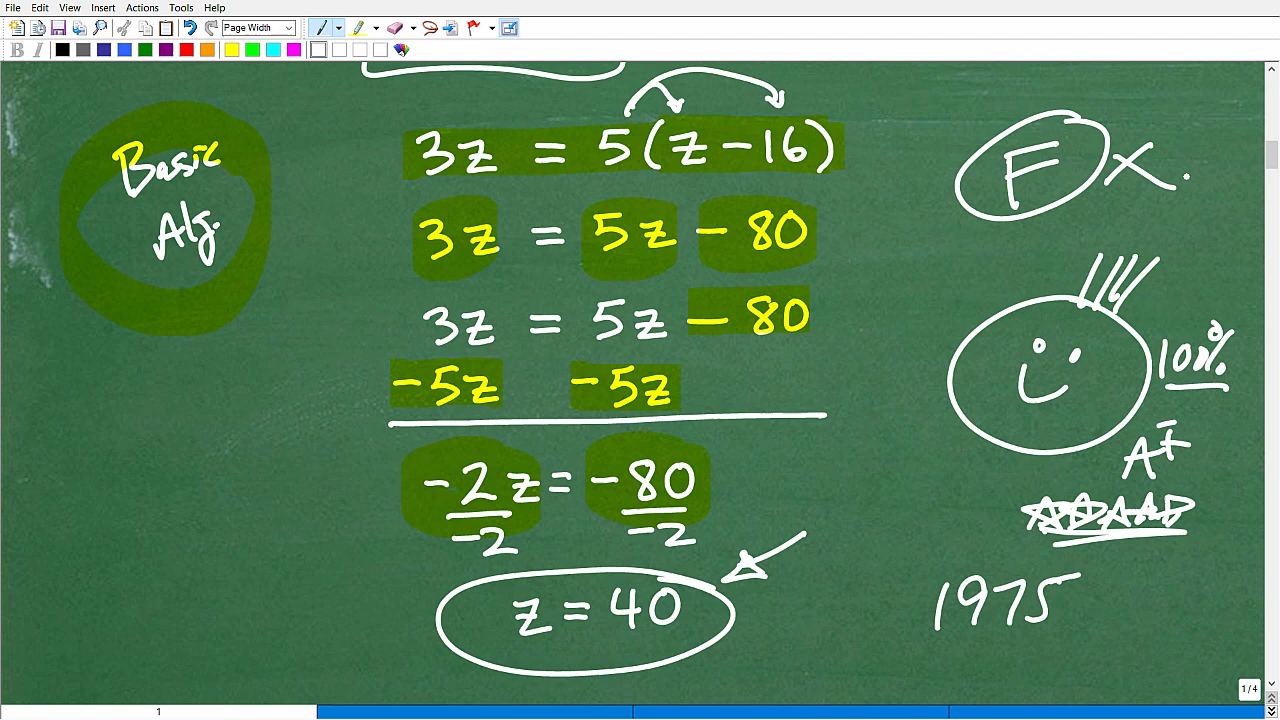 File Edit View Insert Actions Tools Help
Page Width
B I
Basic
Alg.
3z = 5(z - 16)
3z = 5z - 80
3z = 5z - 80
-5z -5z
-2z = -80
-2 -2
z = 40
F X
100%
A+
1975
1/4
1